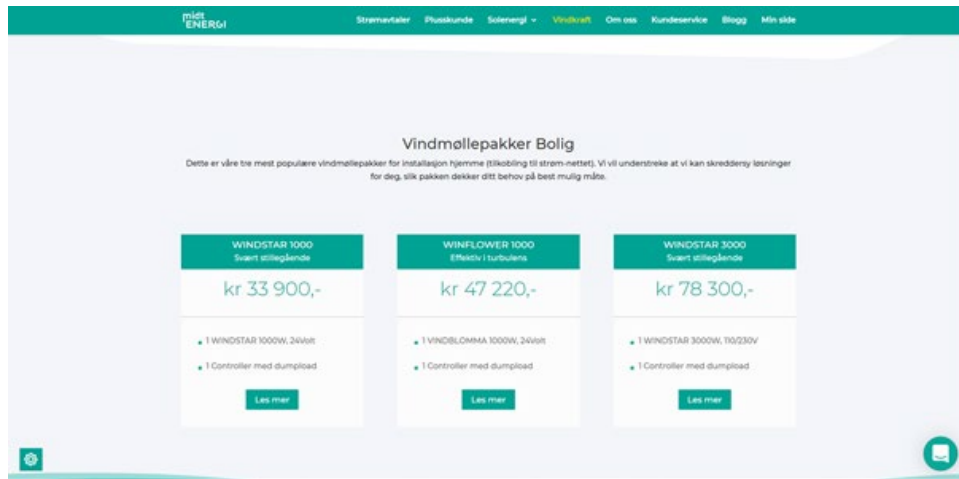 midt
ENERGI
Strømavtaler Plusskunde Solenergi Vindkraft Om oss Kundeservice Blogg Min side
Vindmøllepakker Bolig
Dette er våre tre mest populære vindmøllepakker for installasjon hjemme (tilkobling til strøm-nettet). Vi vil understreke at vi kan skreddersy løsninger
for deg, slik pakken dekker ditt behov på best mulig måte.
WINDSTAR 1000
Svært stillegående
kr 33 900,-
1 WINDSTAR 1000W, 24Volt
1 Controller med dumpload
Les mer
WINFLOWER 1000
Effektiv i turbulens
kr 47 220,-
1 VINDBLOMMA 1000W, 24Volt
1 Controller med dumpload
Les mer
WINDSTAR 3000
Svært stillegående
kr 78 300,-
1 WINDSTAR 3000W, 110/230V
1 Controller med dumpload
Les mer